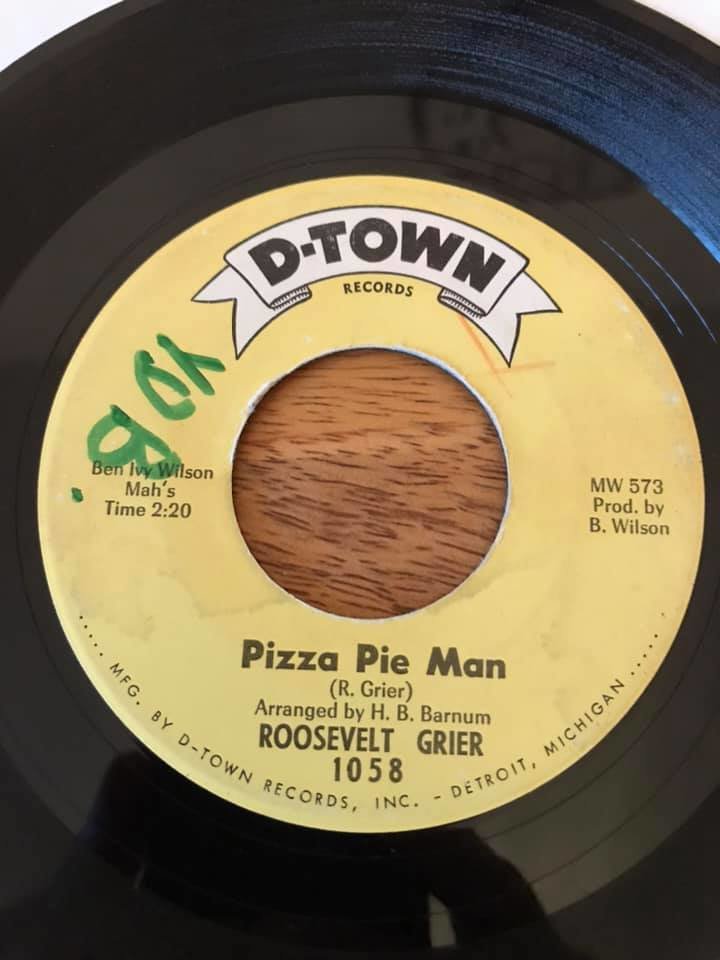 D-TOWN
RECORDS
Ben Ivy Wilson
Mah's
Time 2:20
MW 573
Prod. by
B. Wilson
Pizza Pie Man
(R. Grier)
Arranged by H. B. Barnum
ROOSEVELT GRIER
1058
..... MFG. BY D-TOWN RECORDS, INC. - DETROIT, MICHIGAN .....